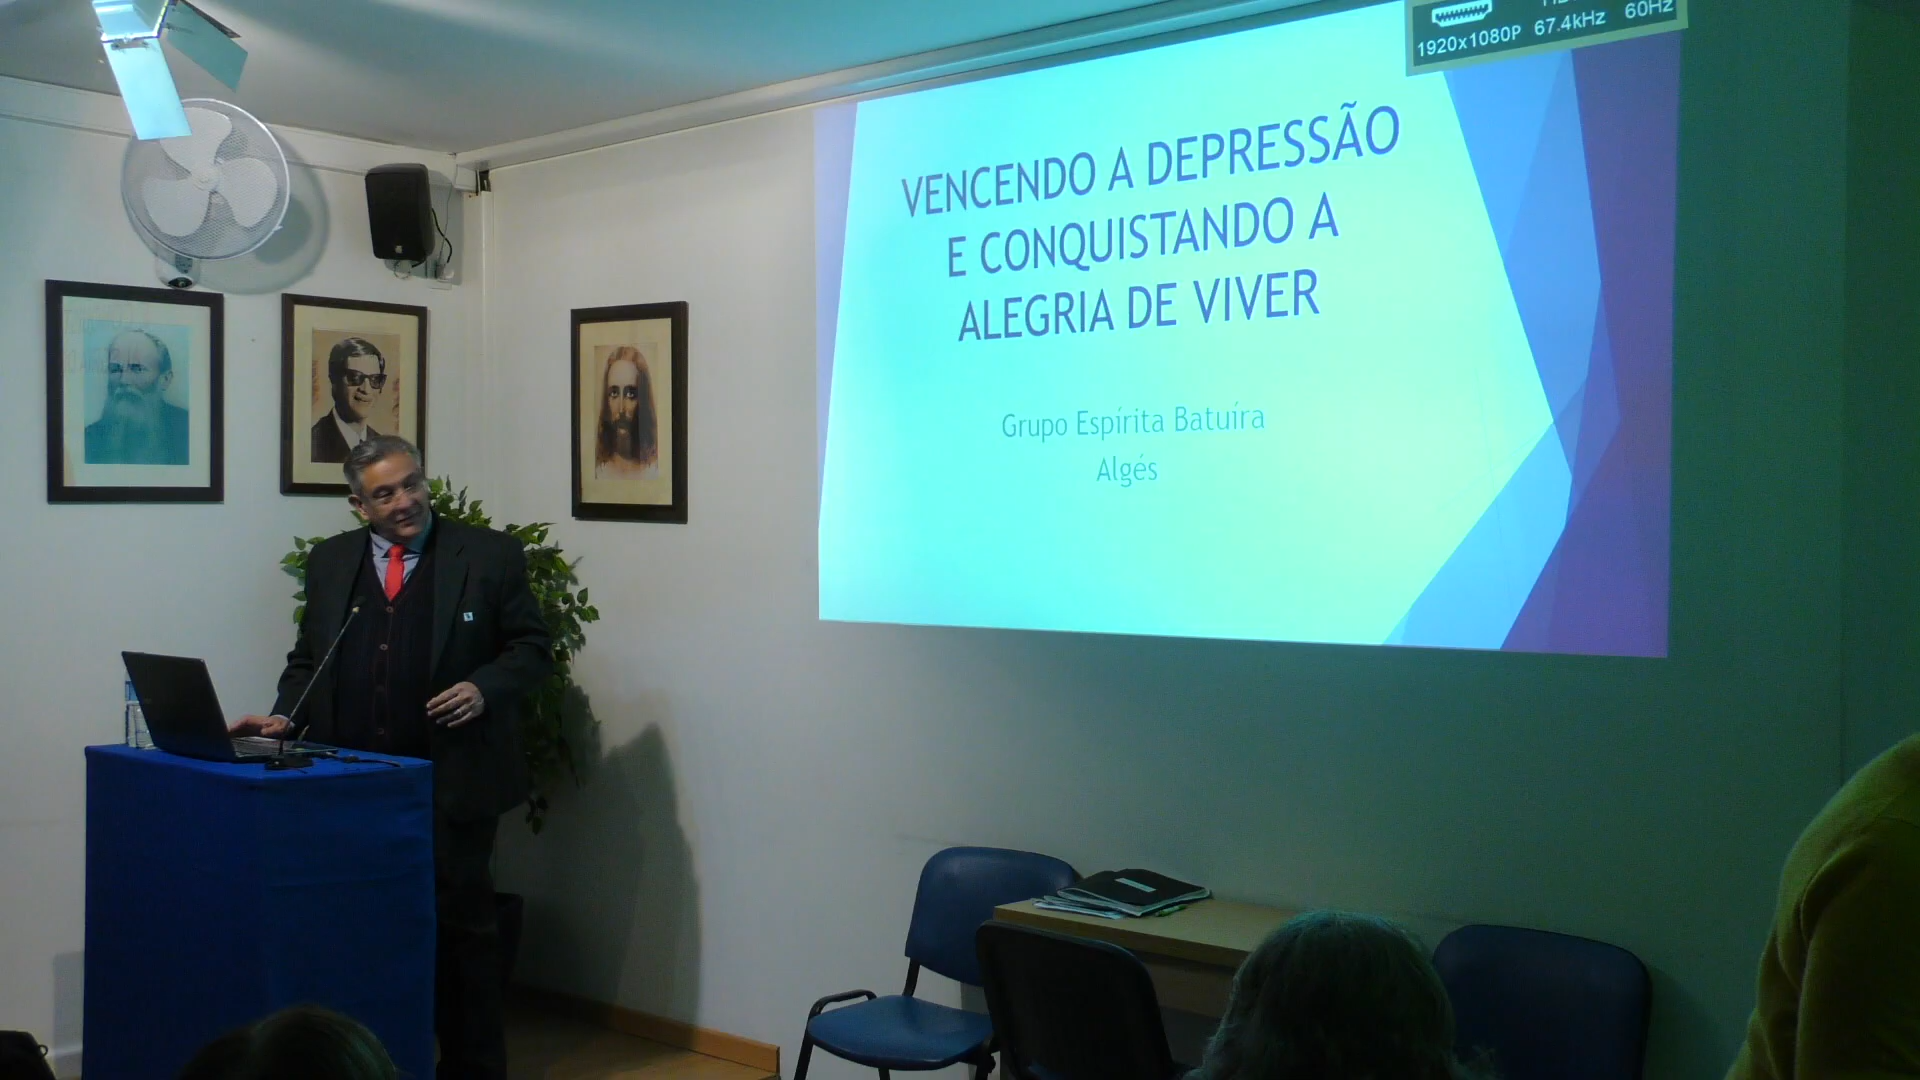 1920x1080P 67.4kHz 60Hz
VENCENDO A DEPRESSÃO
E CONQUISTANDO A
ALEGRIA DE VIVER
Grupo Espírita Batuíra
Algés